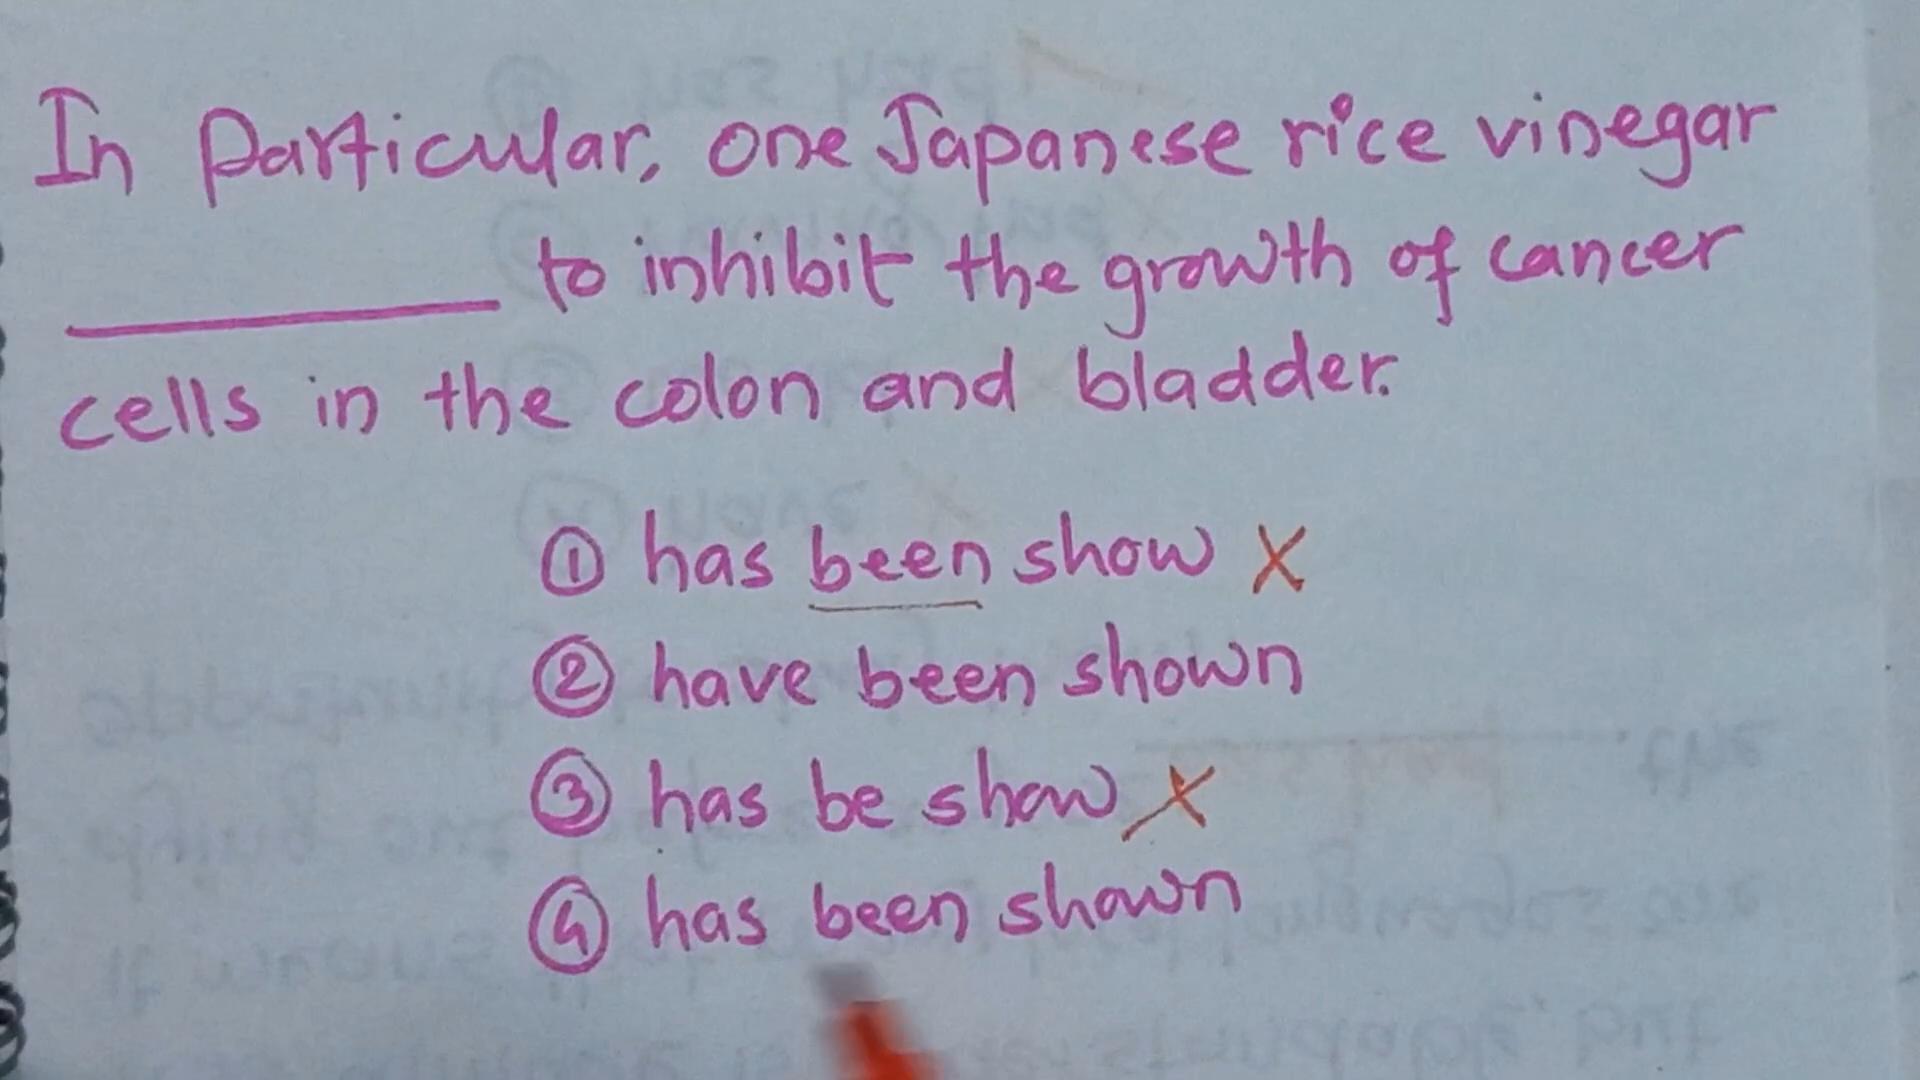 In particular, one Japanese rice vinegar
__________ to inhibit the growth of cancer
cells in the colon and bladder.
① has been show X
② have been shown
③ has be show X
④ has been shown